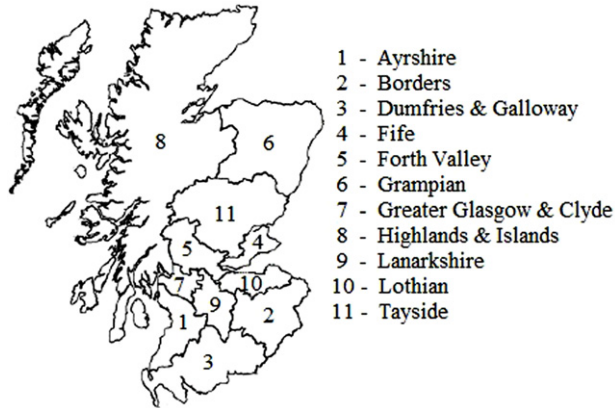 1 - Ayrshire
2 - Borders
3 - Dumfries & Galloway
4 - Fife
5 - Forth Valley
6 - Grampian
7 - Greater Glasgow & Clyde
8 - Highlands & Islands
9 - Lanarkshire
10 - Lothian
11 - Tayside
8
6
11
4
5
7
10
9
2
1
3